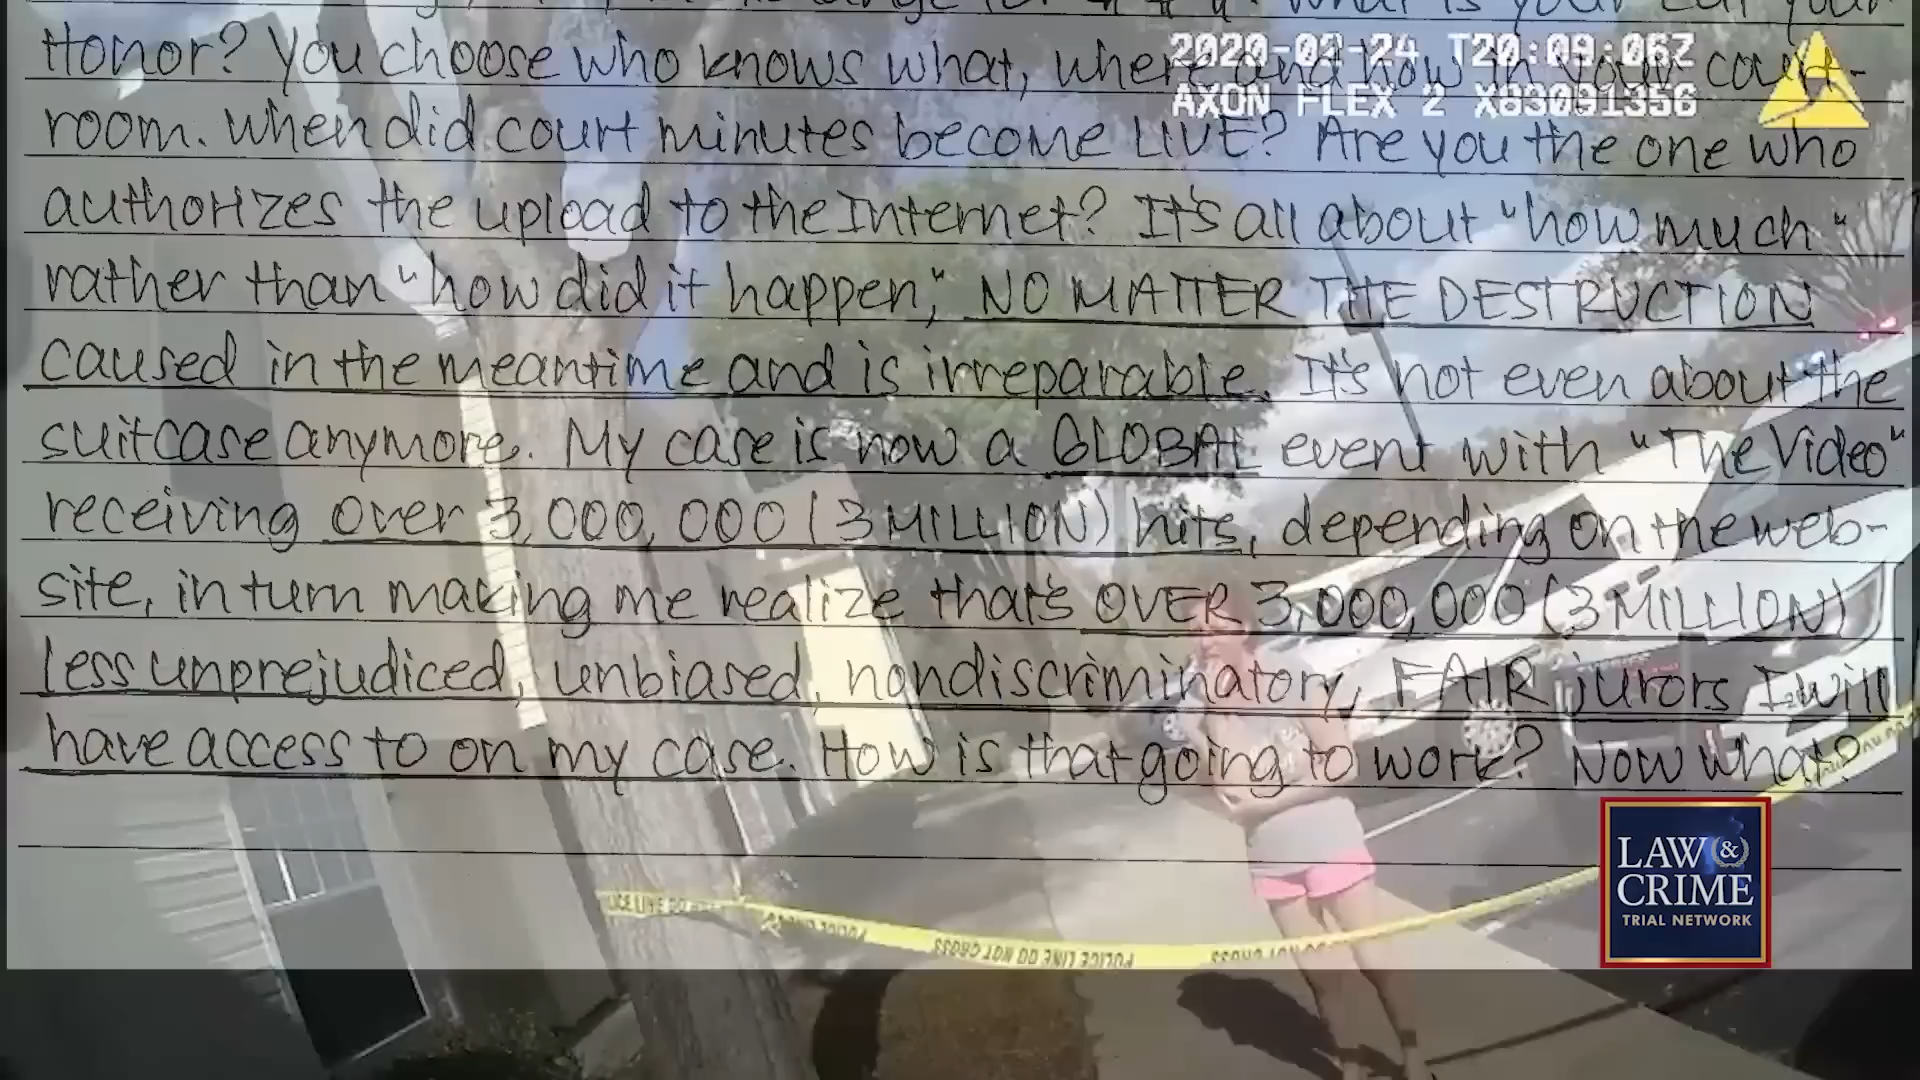 What is your cut your
Honor? You choose who knows what, where and how in your court-
room. When did court minutes become LIVE? Are you the one who
authorizes the upload to the Internet? It's all about "how much"
rather than "how did it happen," NO MATTER THE DESTRUCTION
caused in the meantime and is irreparable. It's not even about the
suitcase anymore. My case is now a GLOBAL event with "The Video"
receiving over 3,000,000 (3 MILLION) hits, depending on the web-
site, in turn making me realize that's OVER 3,000,000 (3 MILLION)
less unprejudiced, unbiased, nondiscriminatory, FAIR jurors I will
have access to on my case. How is that going to work? Now what?
2020-02-24 T20:09:06Z
AXON FLEX 2 X83091356
LAW &
CRIME
TRIAL NETWORK
POLICE LINE DO NOT CROSS